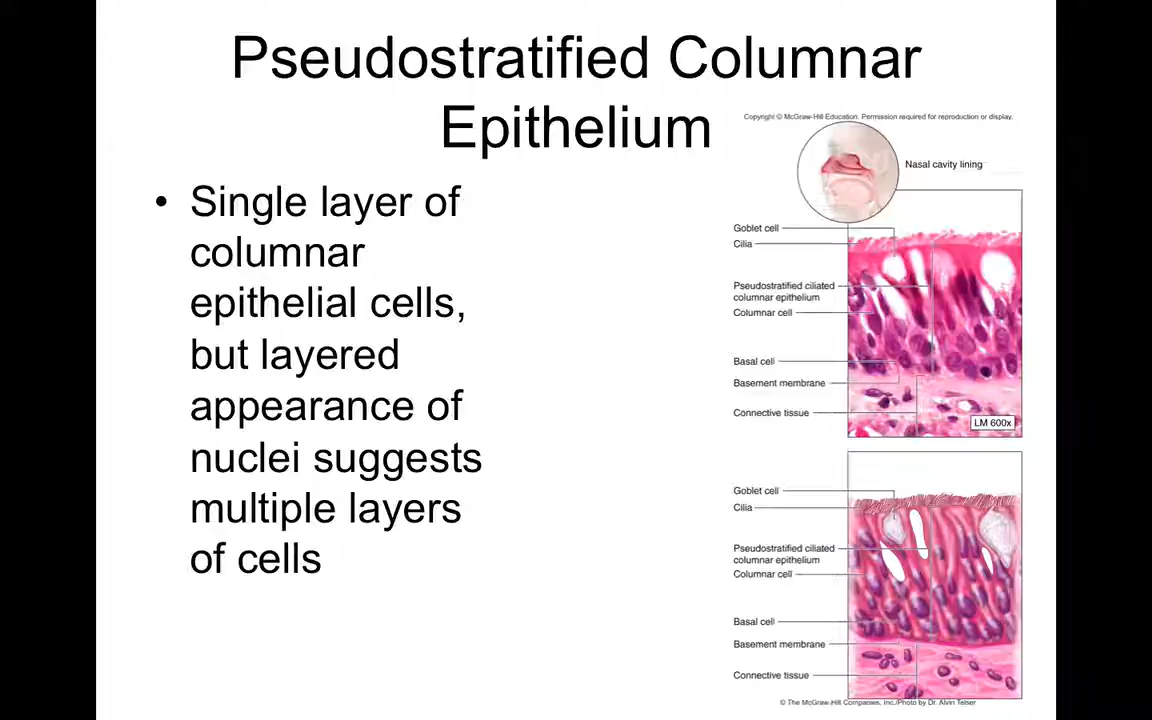 Pseudostratified Columnar
Epithelium
Copyright © McGraw-Hill Education. Permission required for reproduction or display.
• Single layer of
columnar
epithelial cells,
but layered
appearance of
nuclei suggests
multiple layers
of cells
Nasal cavity lining
Goblet cell
Cilia
Pseudostratified ciliated
columnar epithelium
Columnar cell
Basal cell
Basement membrane
Connective tissue
LM 600x
Goblet cell
Cilia
Pseudostratified ciliated
columnar epithelium
Columnar cell
Basal cell
Basement membrane
Connective tissue
© The McGraw-Hill Companies, Inc./Photo by Dr. Alvin Telser